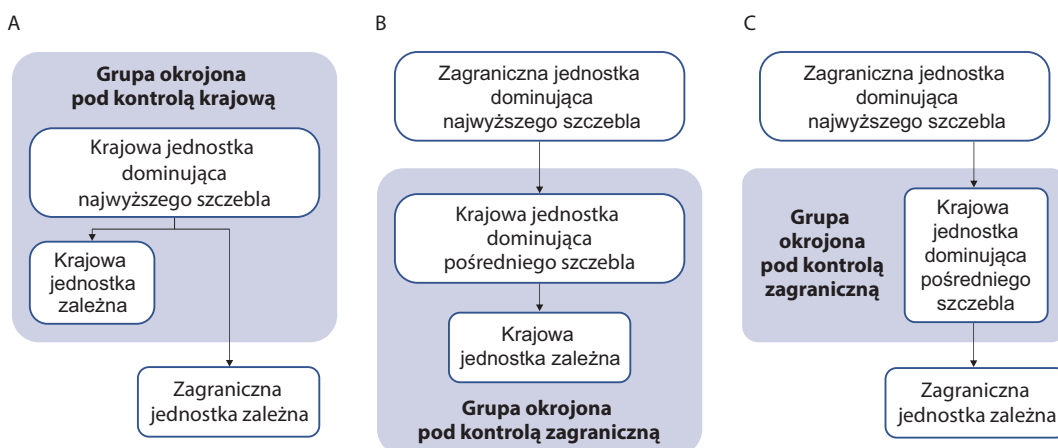 A
Grupa okrojona
pod kontrolą krajową
Krajowa jednostka
dominująca
najwyższego szczebla
Krajowa
jednostka
zależna
Zagraniczna
jednostka zależna
B
Zagraniczna jednostka
dominująca
najwyższego szczebla
Krajowa jednostka
dominująca
pośredniego szczebla
Krajowa
jednostka zależna
Grupa okrojona
pod kontrolą zagraniczną
C
Zagraniczna jednostka
dominująca
najwyższego szczebla
Grupa
okrojona
pod kontrolą
zagraniczną
Krajowa
jednostka
dominująca
pośredniego
szczebla
Zagraniczna
jednostka zależna